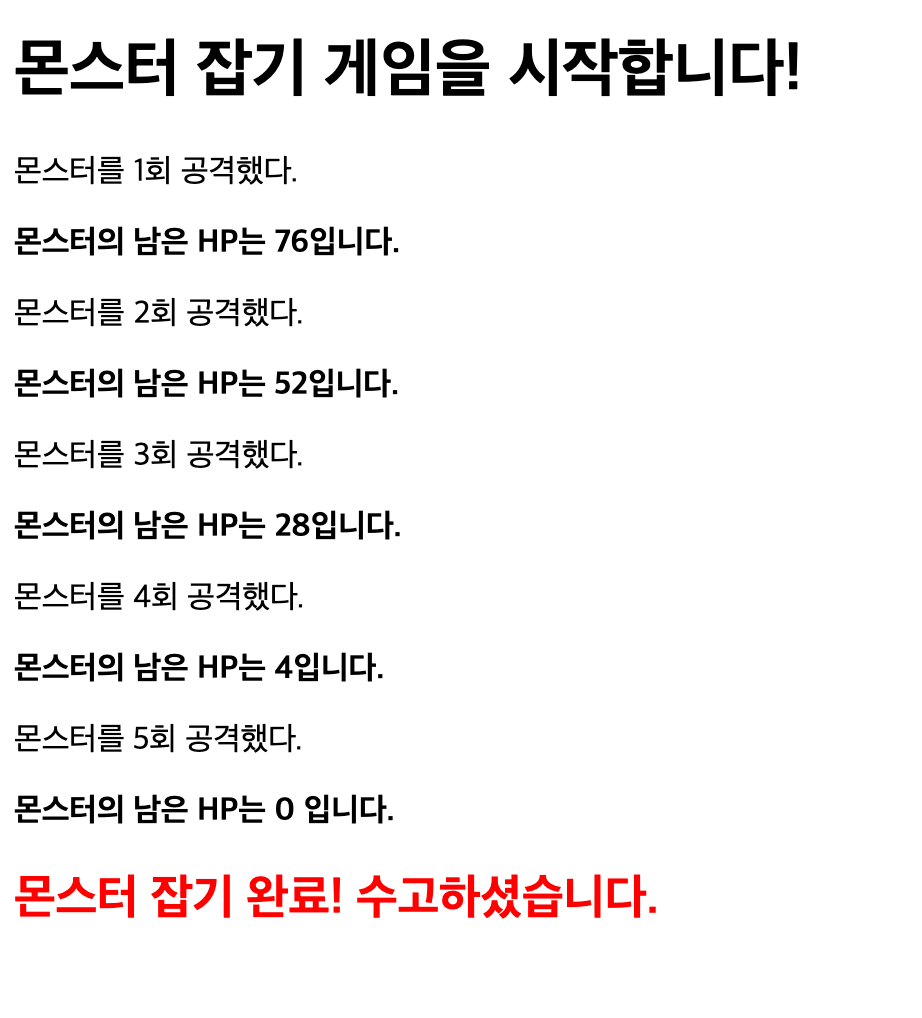 몬스터 잡기 게임을 시작합니다!
몬스터를 1회 공격했다.
몬스터의 남은 HP는 76입니다.
몬스터를 2회 공격했다.
몬스터의 남은 HP는 52입니다.
몬스터를 3회 공격했다.
몬스터의 남은 HP는 28입니다.
몬스터를 4회 공격했다.
몬스터의 남은 HP는 4입니다.
몬스터를 5회 공격했다.
몬스터의 남은 HP는 0 입니다.
몬스터 잡기 완료! 수고하셨습니다.